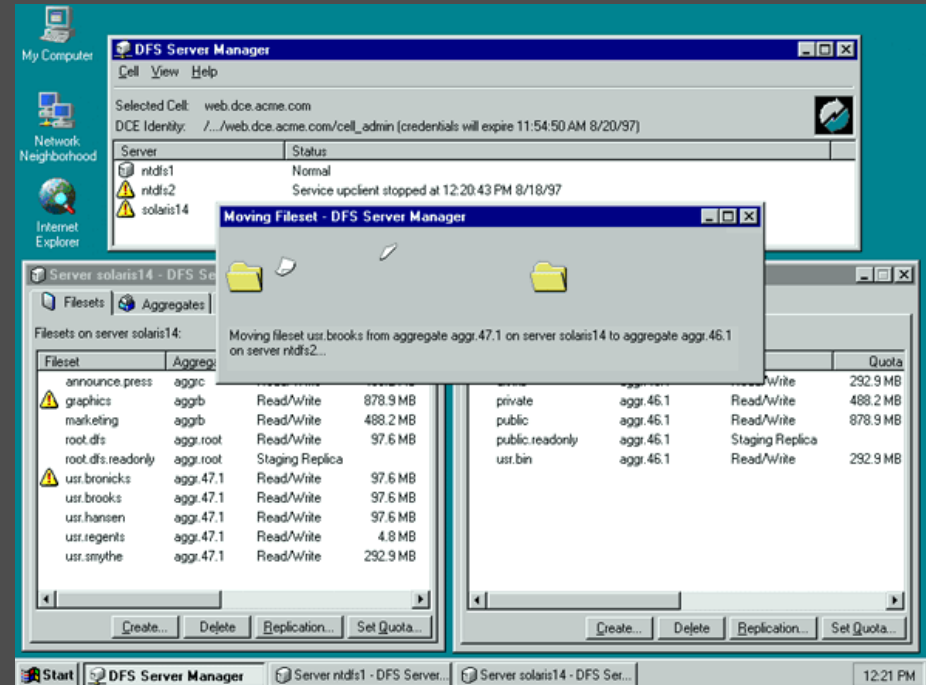 My Computer
Network
Neighborhood
Internet
Explorer
DFS Server Manager
Cell View Help
Selected Cell: web.dce.acme.com
DCE Identity: /.../web.dce.acme.com/cell_admin (credentials will expire 11:54:50 AM 8/20/97)
Server Status
ntdfs1 Normal
ntdfs2 Service upclient stopped at 12:20:43 PM 8/18/97
solaris14
Moving Fileset - DFS Server Manager
Moving fileset usr.brooks from aggregate aggr.47.1 on server solaris14 to aggregate aggr.46.1
on server ntdfs2...
Server solaris14 - DFS Se
Filesets Aggregates
Filesets on server solaris14:
Fileset Aggreg
announce.press aggrc
graphics aggrb Read/Write 878.9 MB
marketing aggrb Read/Write 488.2 MB
root.dfs aggr.root Read/Write 97.6 MB
root.dfs.readonly aggr.root Staging Replica
usr.bronicks aggr.47.1 Read/Write 97.6 MB
usr.brooks aggr.47.1 Read/Write 97.6 MB
usr.hansen aggr.47.1 Read/Write 97.6 MB
usr.regents aggr.47.1 Read/Write 4.8 MB
usr.smythe aggr.47.1 Read/Write 292.9 MB
Create... Delete Replication... Set Quota...
Quota
Write 292.9 MB
private aggr.46.1 Read/Write 488.2 MB
public aggr.46.1 Read/Write 878.9 MB
public.readonly aggr.46.1 Staging Replica
usr.bin aggr.46.1 Read/Write 292.9 MB
Create... Delete Replication... Set Quota...
Start DFS Server Manager Server ntdfs1 - DFS Server... Server solaris14 - DFS Ser... 12:21 PM